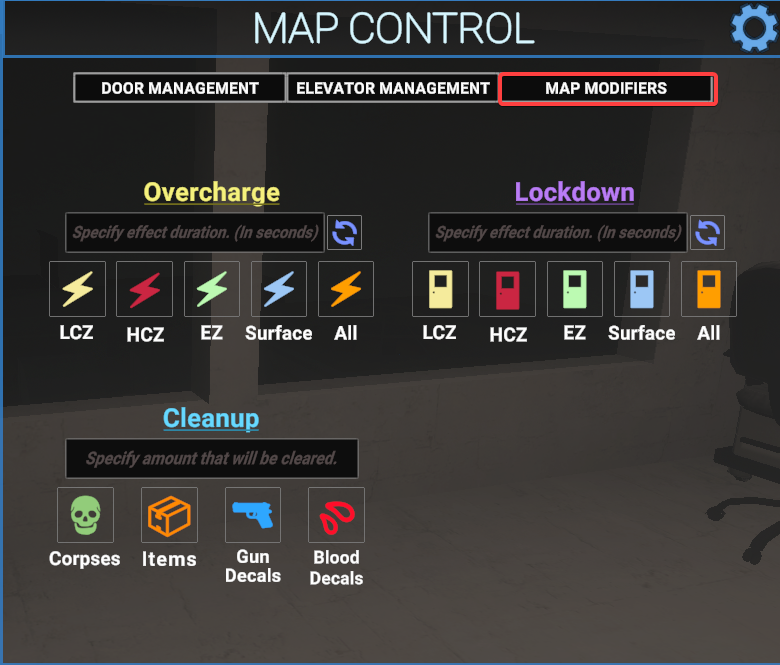 MAP CONTROL
DOOR MANAGEMENT
ELEVATOR MANAGEMENT
MAP MODIFIERS
Overcharge
Specify effect duration. (In seconds)
LCZ
HCZ
EZ
Surface
All
Lockdown
Specify effect duration. (In seconds)
LCZ
HCZ
EZ
Surface
All
Cleanup
Specify amount that will be cleared.
Corpses
Items
Gun
Decals
Blood
Decals